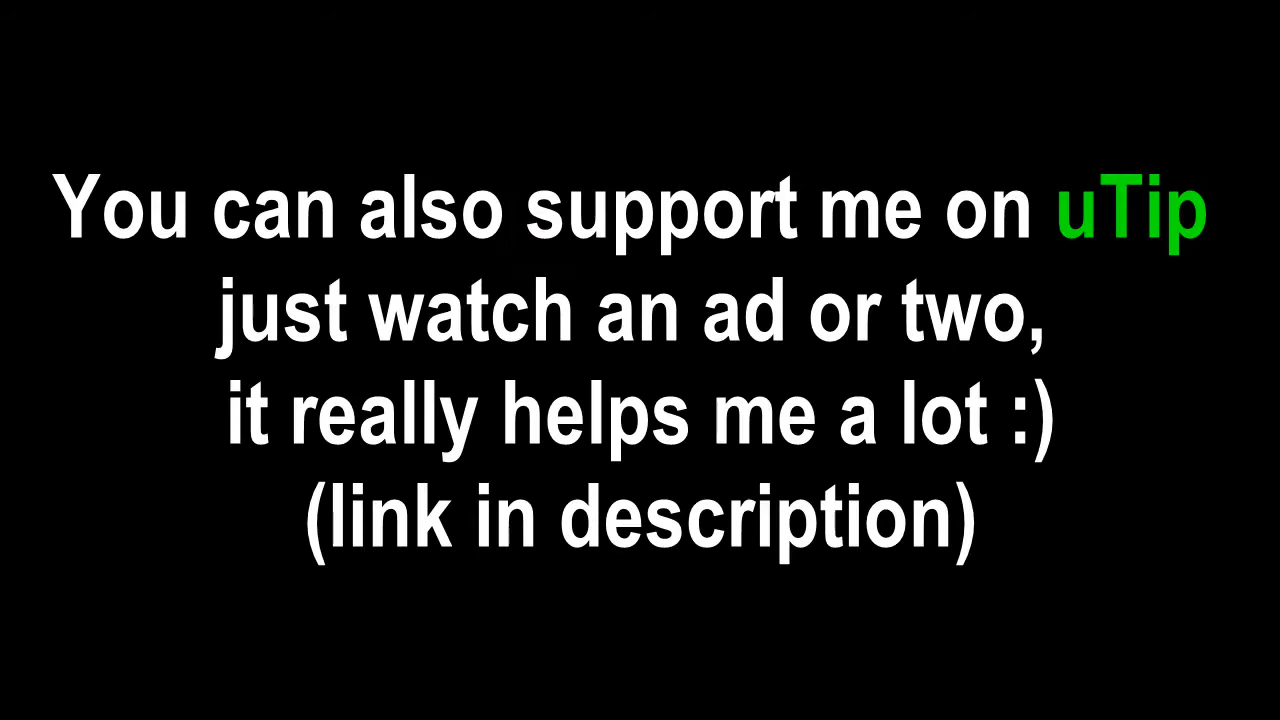 You can also support me on uTip
just watch an ad or two,
it really helps me a lot :)
(link in description)